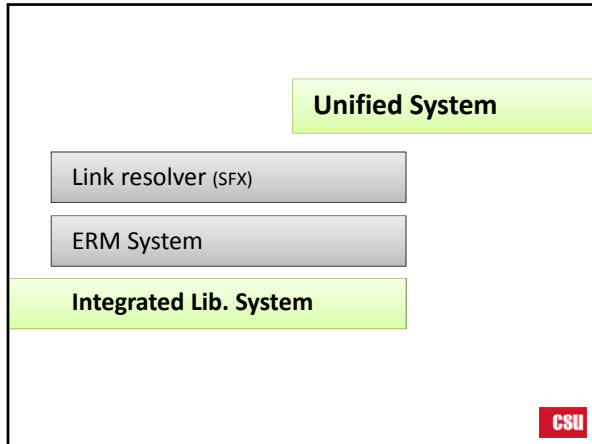 Unified System
Link resolver (SFX)
ERM System
Integrated Lib. System
CSU